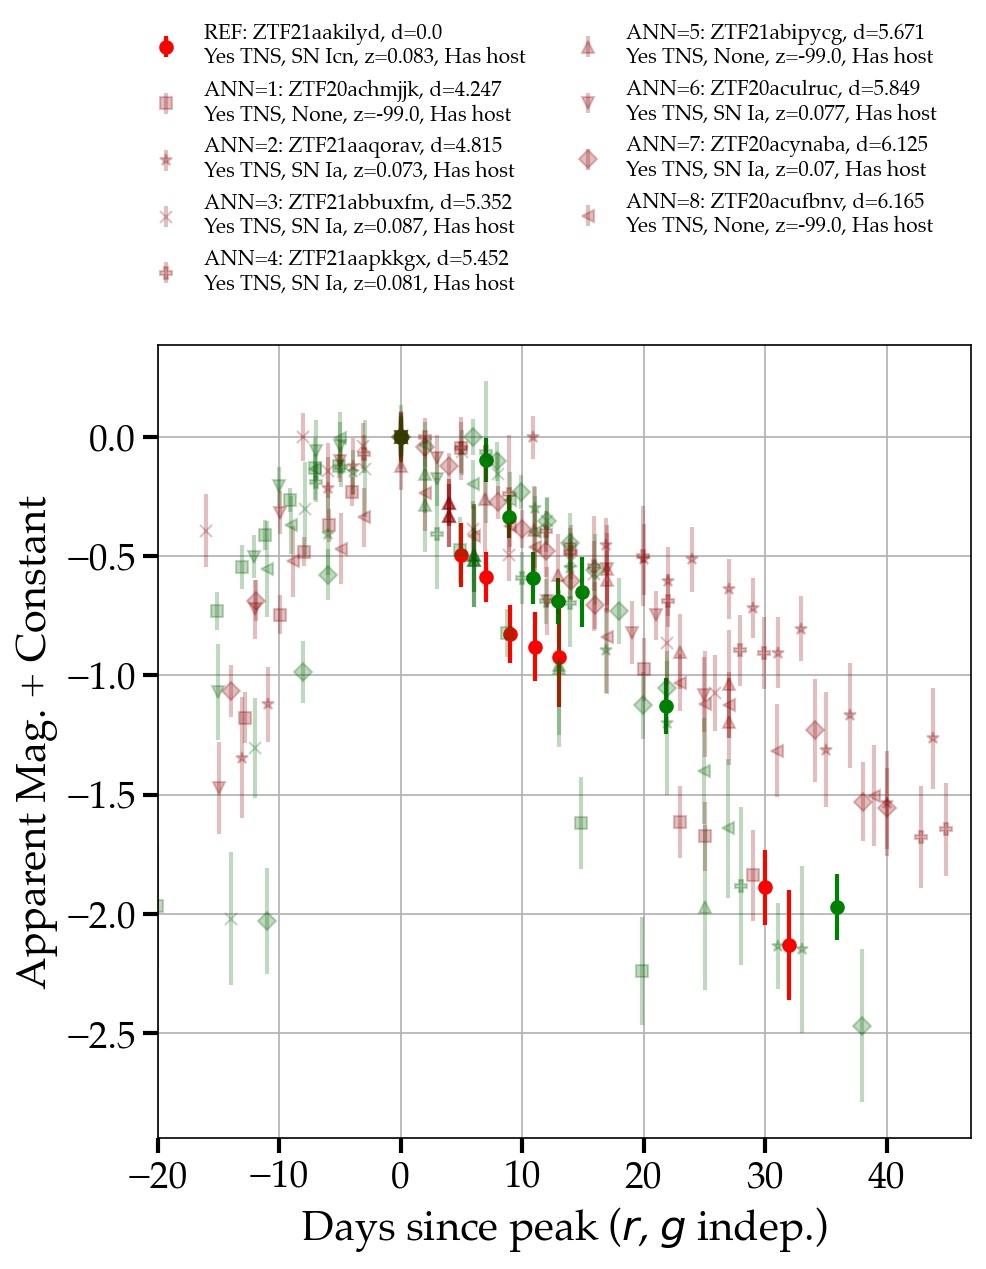 REF: ZTF21aakilyd, d=0.0
Yes TNS, SN Icn, z=0.083, Has host
ANN=1: ZTF20achmjjk, d=4.247
Yes TNS, None, z=-99.0, Has host
ANN=2: ZTF21aaqorav, d=4.815
Yes TNS, SN Ia, z=0.073, Has host
ANN=3: ZTF21abbuxfm, d=5.352
Yes TNS, SN Ia, z=0.087, Has host
ANN=4: ZTF21aapkkgx, d=5.452
Yes TNS, SN Ia, z=0.081, Has host
ANN=5: ZTF21abipycg, d=5.671
Yes TNS, None, z=-99.0, Has host
ANN=6: ZTF20aculruc, d=5.849
Yes TNS, SN Ia, z=0.077, Has host
ANN=7: ZTF20acynaba, d=6.125
Yes TNS, SN Ia, z=0.07, Has host
ANN=8: ZTF20acufbnv, d=6.165
Yes TNS, None, z=-99.0, Has host
Apparent Mag. + Constant
0.0
−0.5
−1.0
−1.5
−2.0
−2.5
−20 −10 0 10 20 30 40
Days since peak (r, g indep.)